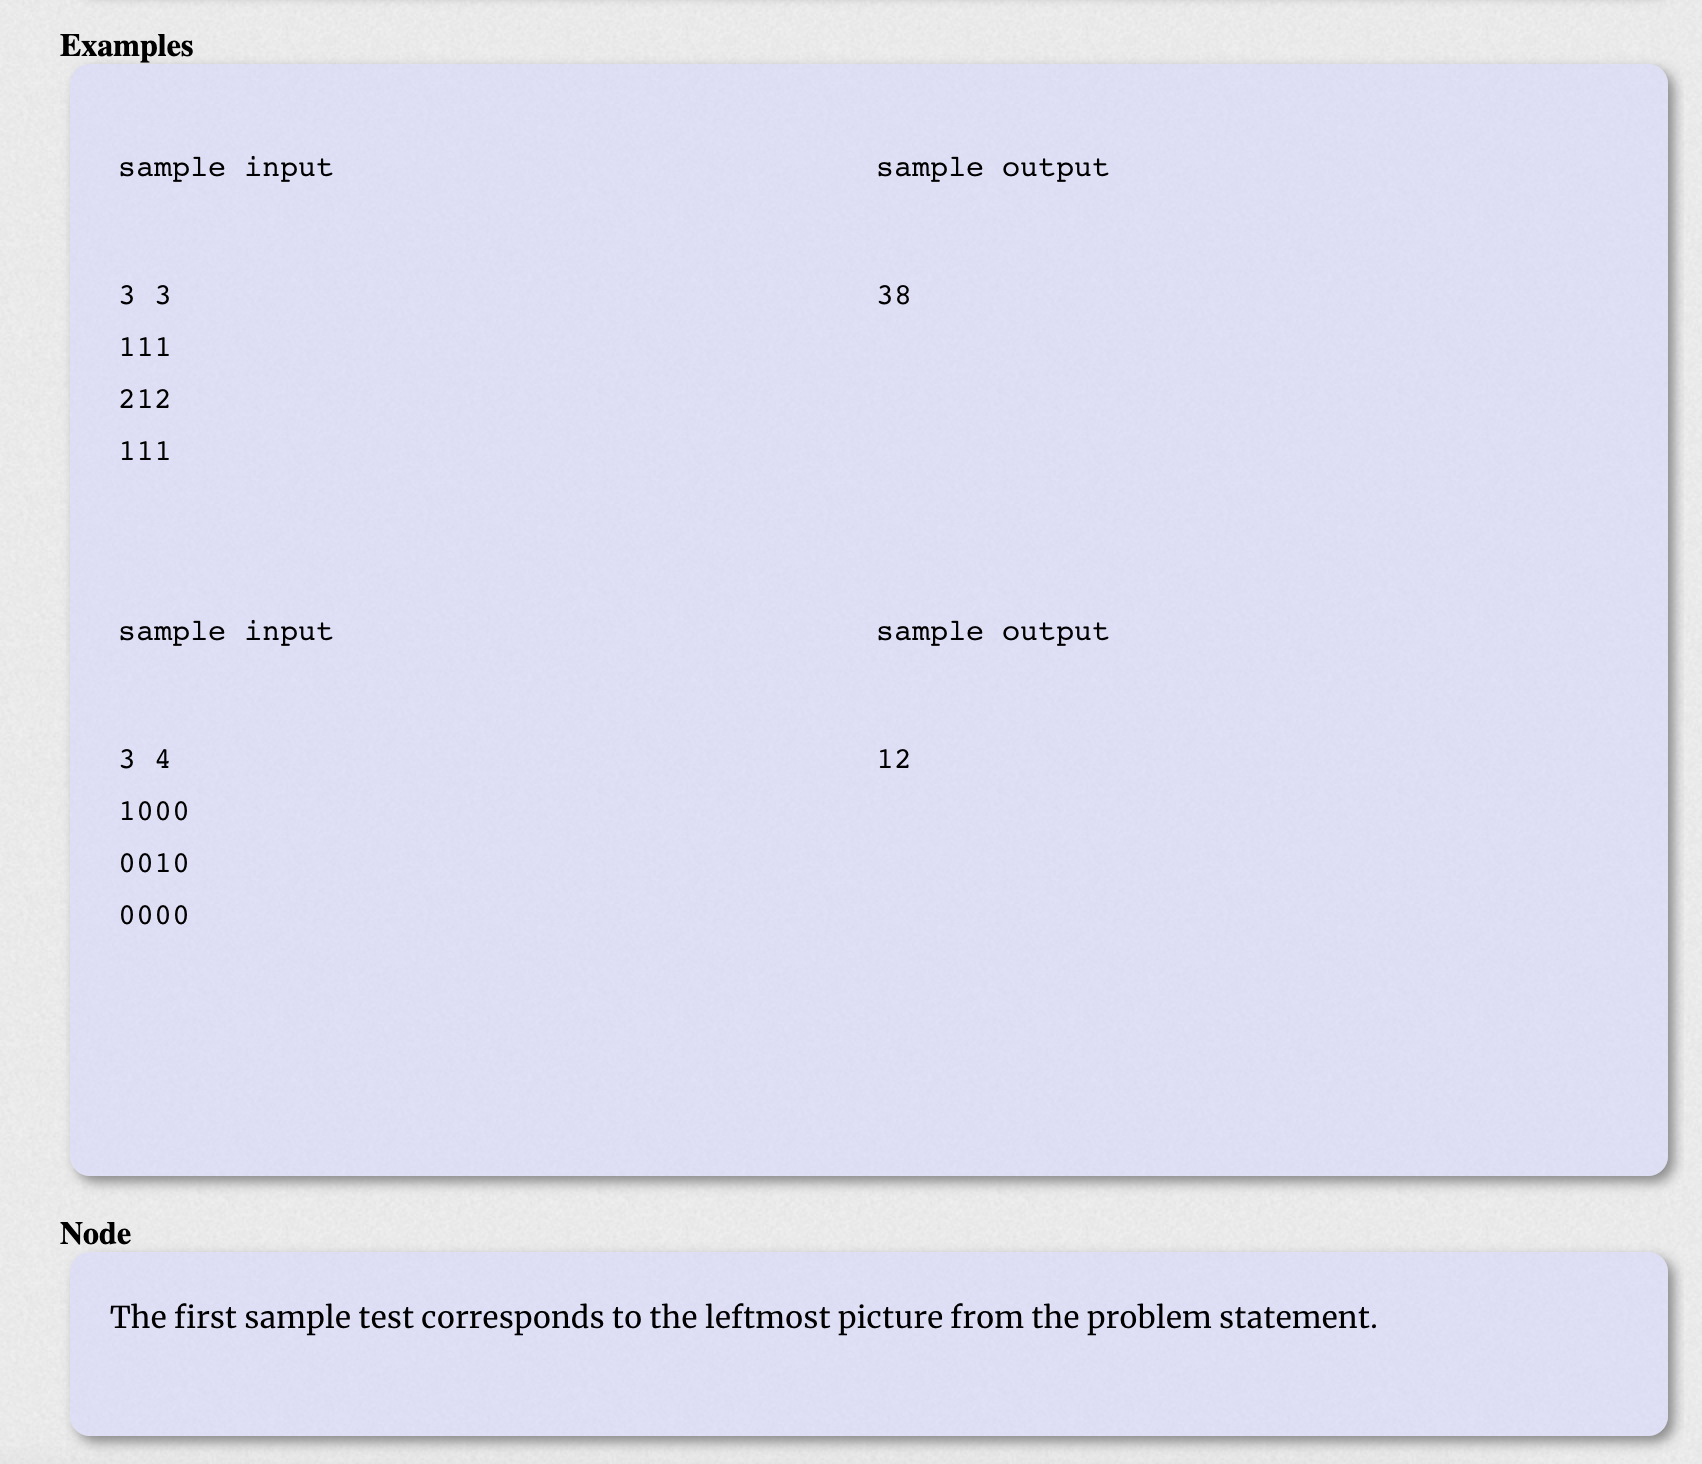 Examples
sample input
sample output
3 3
38
111
212
111
sample input
sample output
3 4
12
1000
0010
0000
Node
The first sample test corresponds to the leftmost picture from the problem statement.